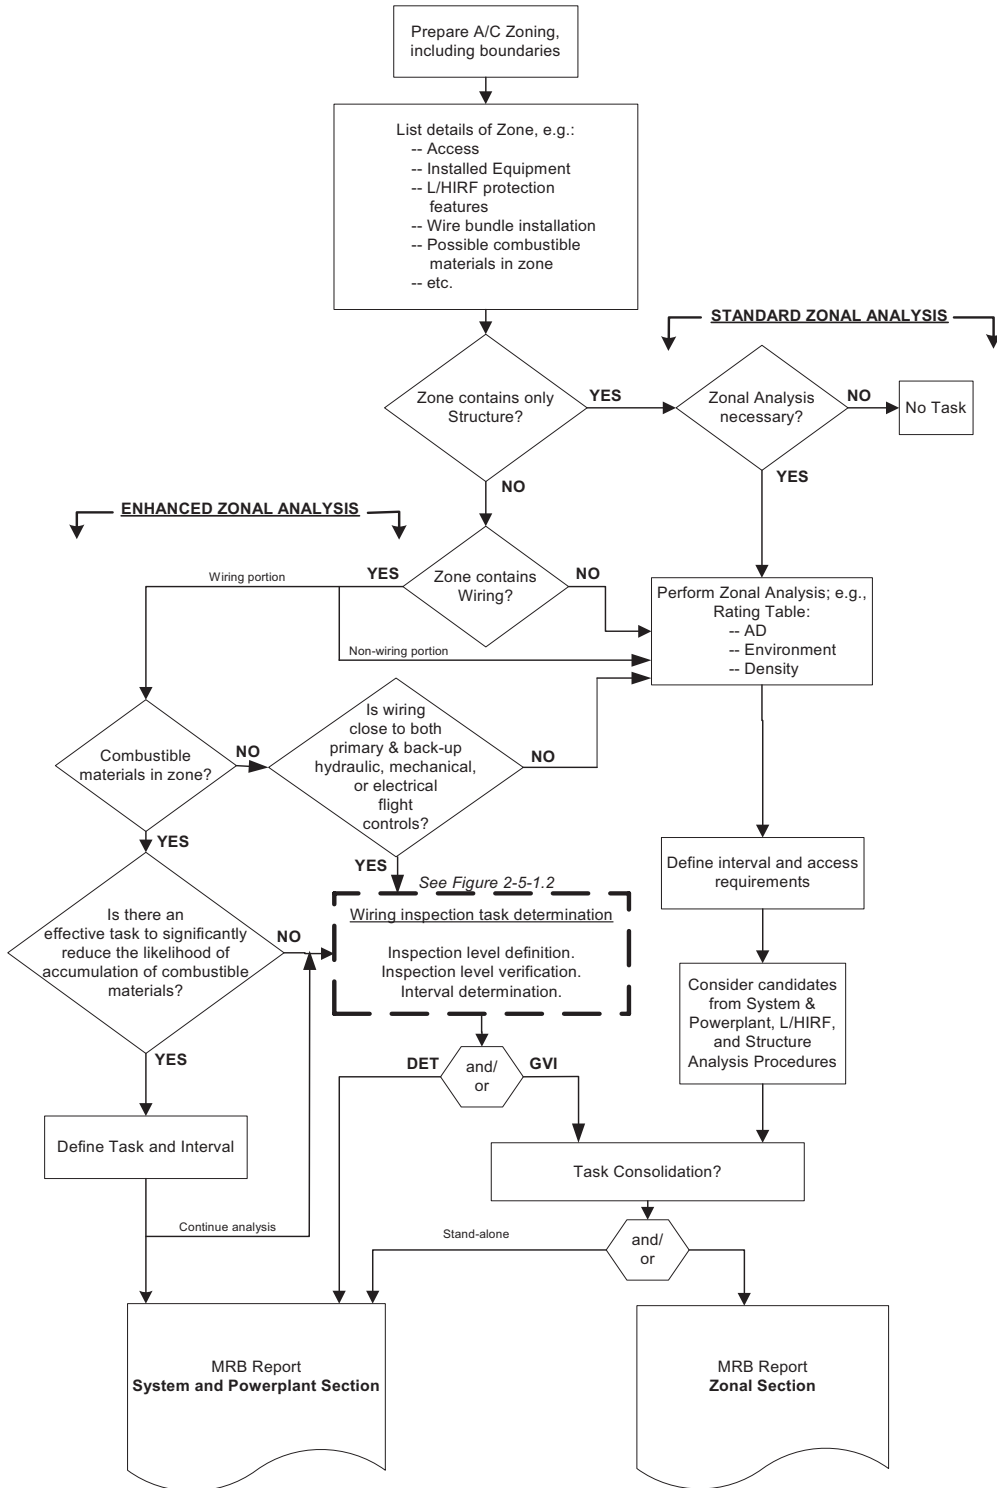 Prepare A/C Zoning,
including boundaries
List details of Zone, e.g.:
-- Access
-- Installed Equipment
-- L/HIRF protection
features
-- Wire bundle installation
-- Possible combustible
materials in zone
-- etc.
STANDARD ZONAL ANALYSIS
Zone contains only
Structure?
YES
Zonal Analysis
necessary?
NO
No Task
NO
YES
ENHANCED ZONAL ANALYSIS
Wiring portion
YES
Zone contains
Wiring?
NO
Non-wiring portion
Perform Zonal Analysis; e.g.,
Rating Table:
-- AD
-- Environment
-- Density
Combustible
materials in zone?
NO
Is wiring
close to both
primary & back-up
hydraulic, mechanical,
or electrical
flight
controls?
NO
YES
YES
Define interval and access
requirements
See Figure 2-5-1.2
Wiring inspection task determination
Inspection level definition.
Inspection level verification.
Interval determination.
Is there an
effective task to significantly
reduce the likelihood of
accumulation of combustible
materials?
NO
YES
Consider candidates
from System &
Powerplant, L/HIRF,
and Structure
Analysis Procedures
DET
and/
or
GVI
Define Task and Interval
Task Consolidation?
Continue analysis
Stand-alone
and/
or
MRB Report
System and Powerplant Section
MRB Report
Zonal Section